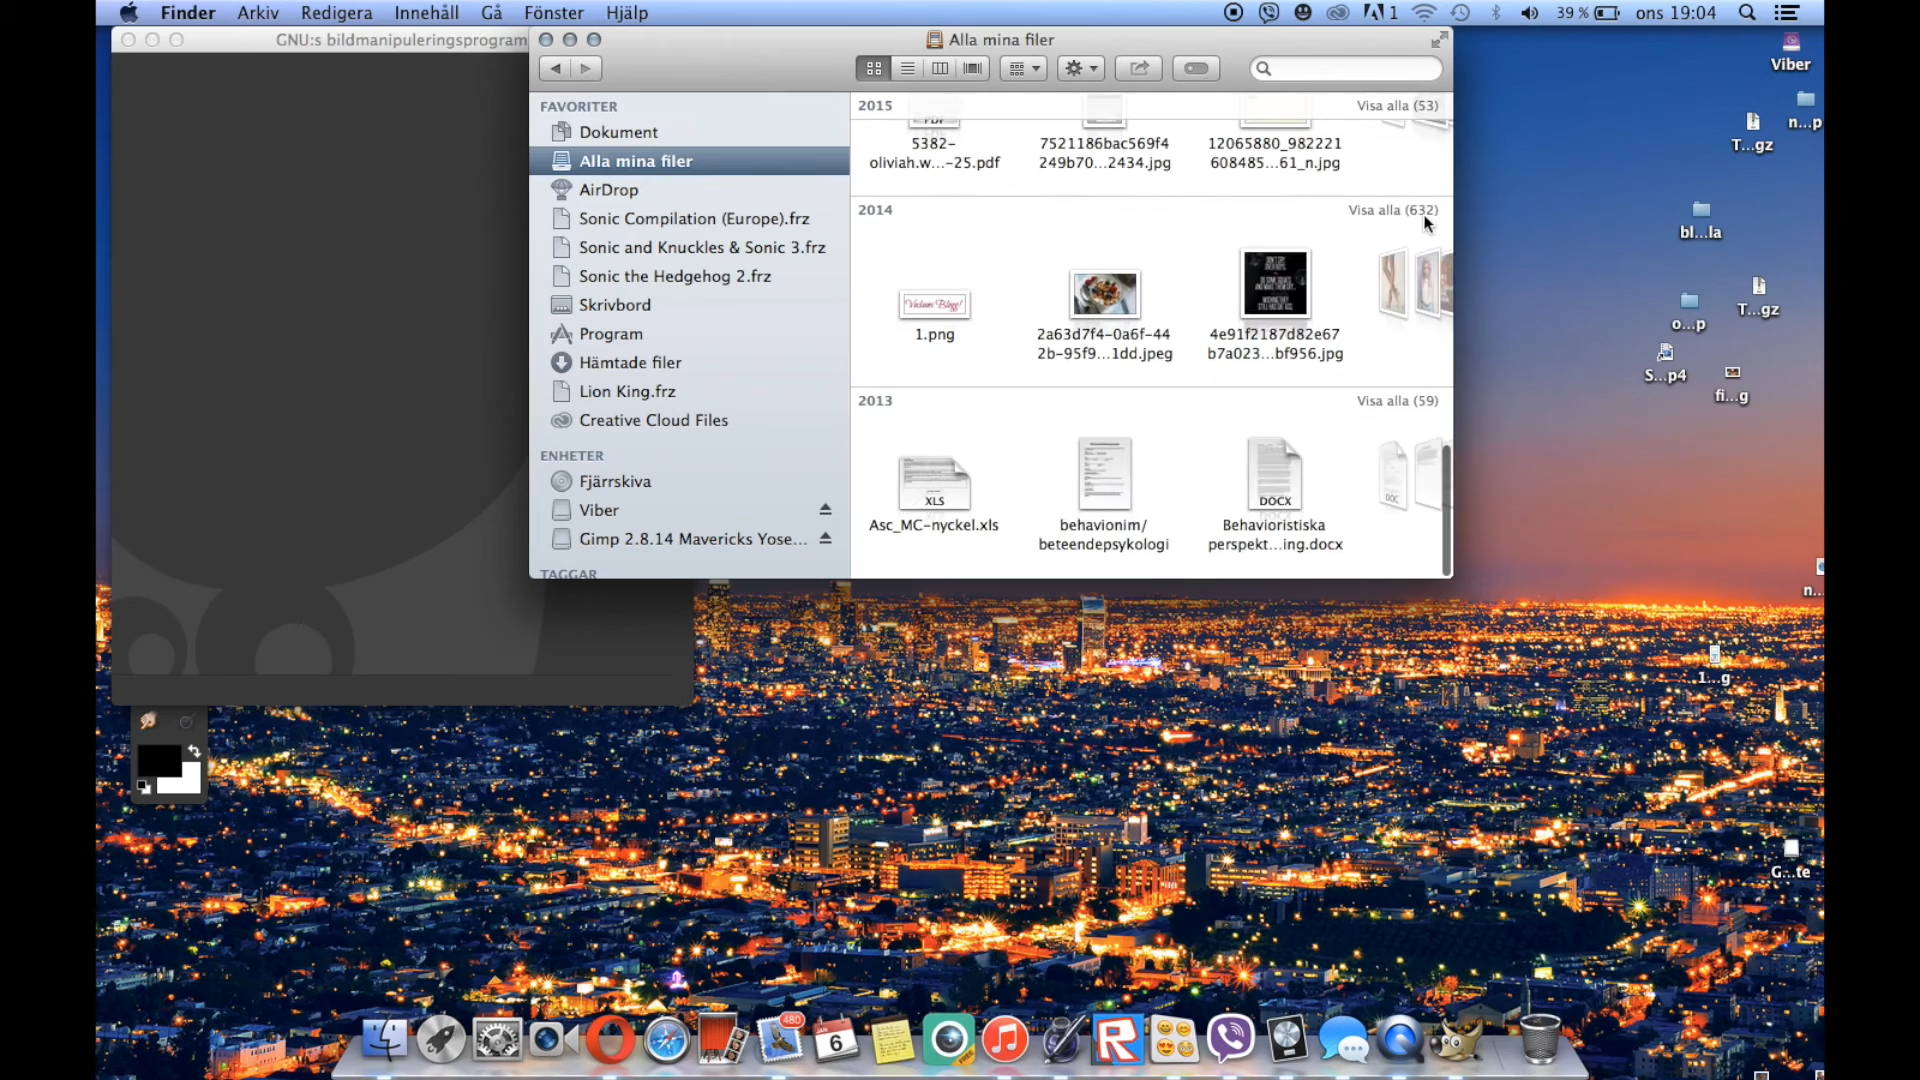 Finder Arkiv Redigera Innehåll Gå Fönster Hjälp
1 39 % ons 19:04
GNU:s bildmanipuleringsprogram
Alla mina filer
FAVORITER
Dokument
Alla mina filer
AirDrop
Sonic Compilation (Europe).frz
Sonic and Knuckles & Sonic 3.frz
Sonic the Hedgehog 2.frz
Skrivbord
Program
Hämtade filer
Lion King.frz
Creative Cloud Files
ENHETER
Fjärrskiva
Viber
Gimp 2.8.14 Mavericks Yose...
TAGGAR
2015 Visa alla (53)
PDF
5382-
oliviah.w...-25.pdf
7521186bac569f4
249b70...2434.jpg
12065880_982221
608485...61_n.jpg
2014 Visa alla (632)
1.png
2a63d7f4-0a6f-44
2b-95f9...1dd.jpeg
4e91f2187d82e67
b7a023...bf956.jpg
2013 Visa alla (59)
XLS
Asc_MC-nyckel.xls
behavionim/
beteendepsykologi
DOCX
Behavioristiska
perspekt...ing.docx
DOC
Viber
n...p
T...gz
bl...la
T...gz
o...p
S...p4
fi...g
n...
1...g
G...te
480
JAN
6
FREE